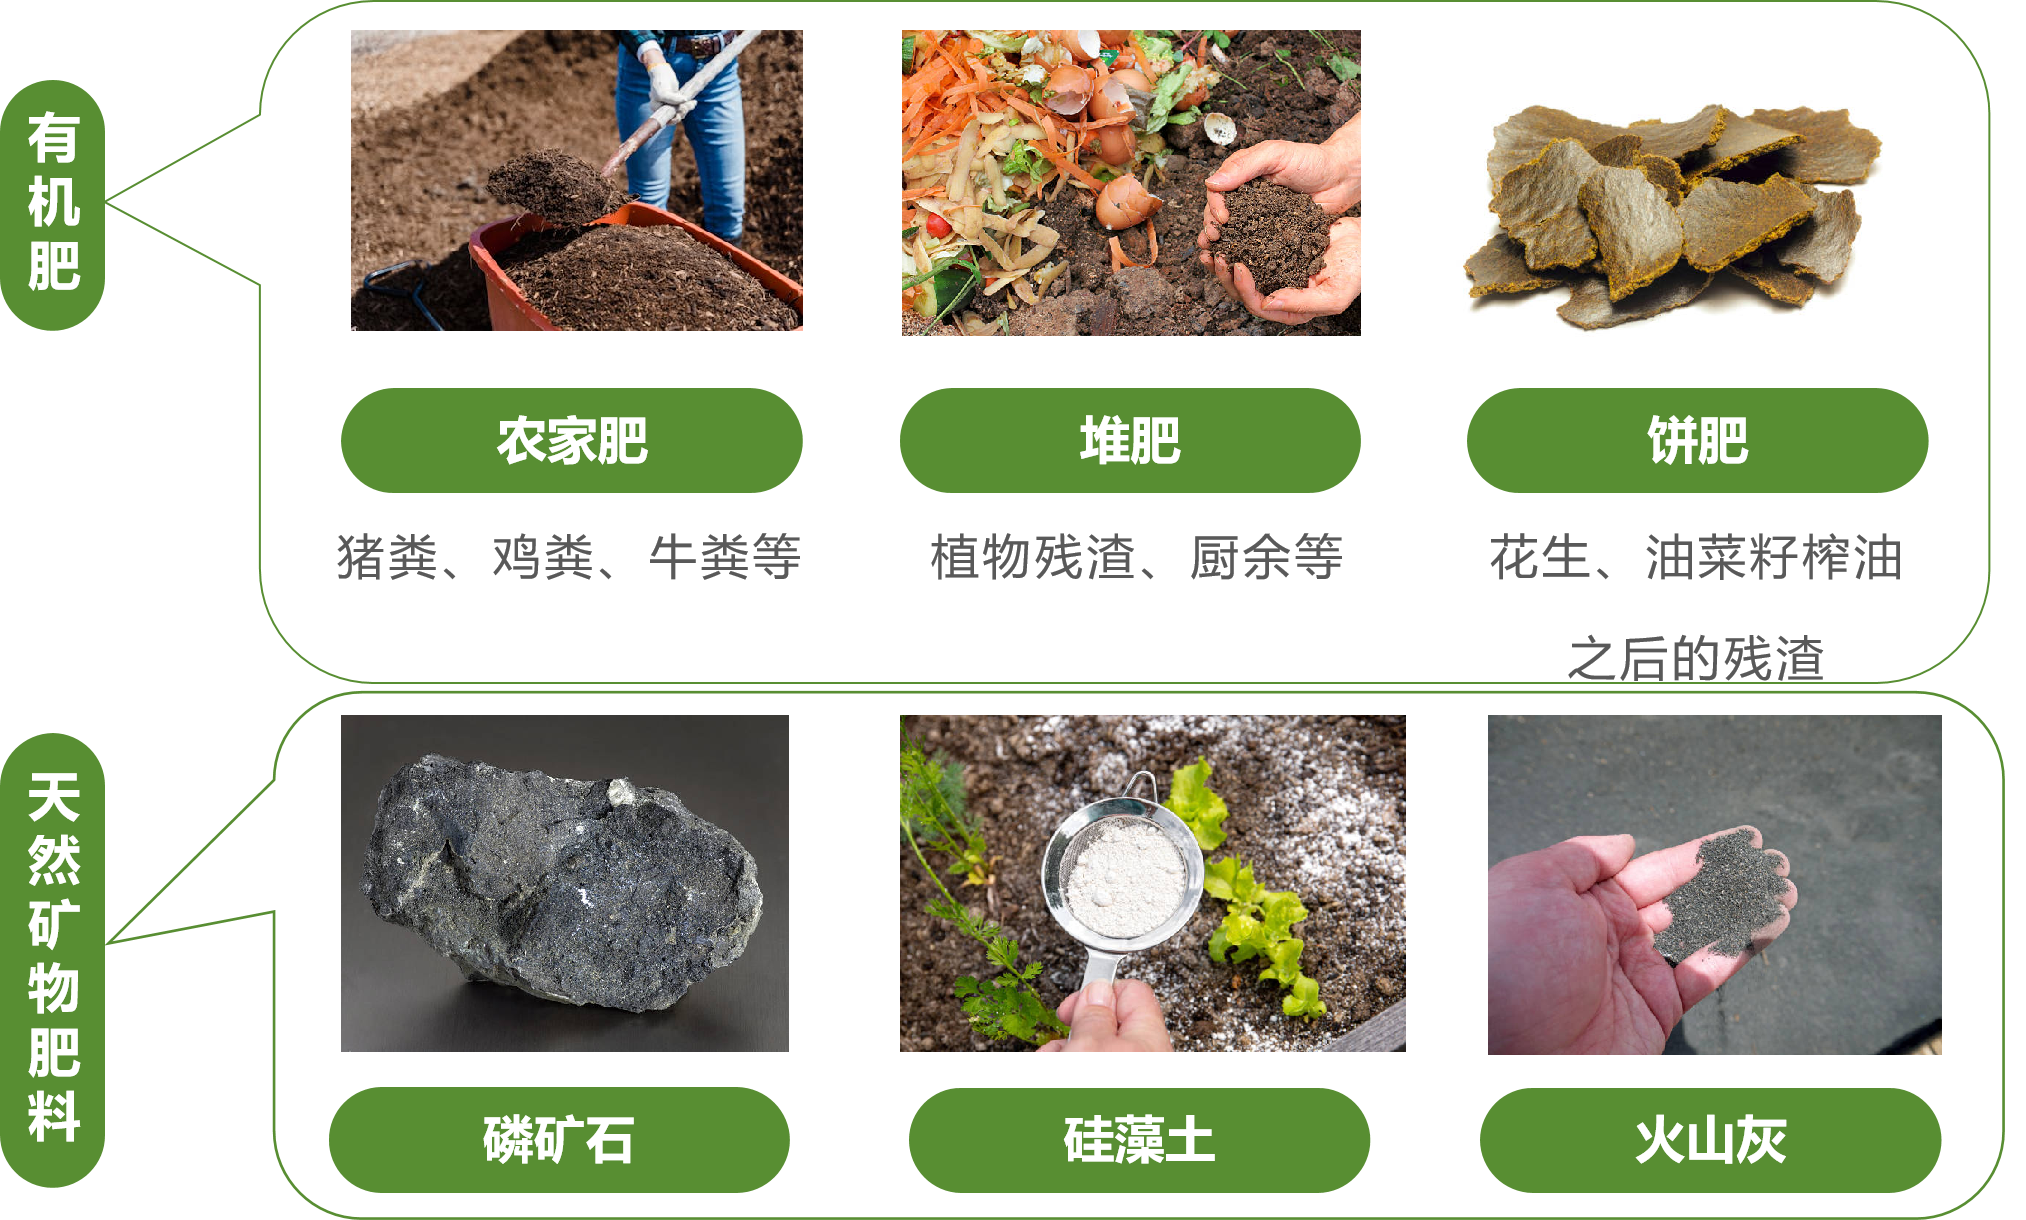 有机肥
农家肥
堆肥
饼肥
猪粪、鸡粪、牛粪等
植物残渣、厨余等
花生、油菜籽榨油
之后的残渣
天然矿物肥料
磷矿石
硅藻土
火山灰